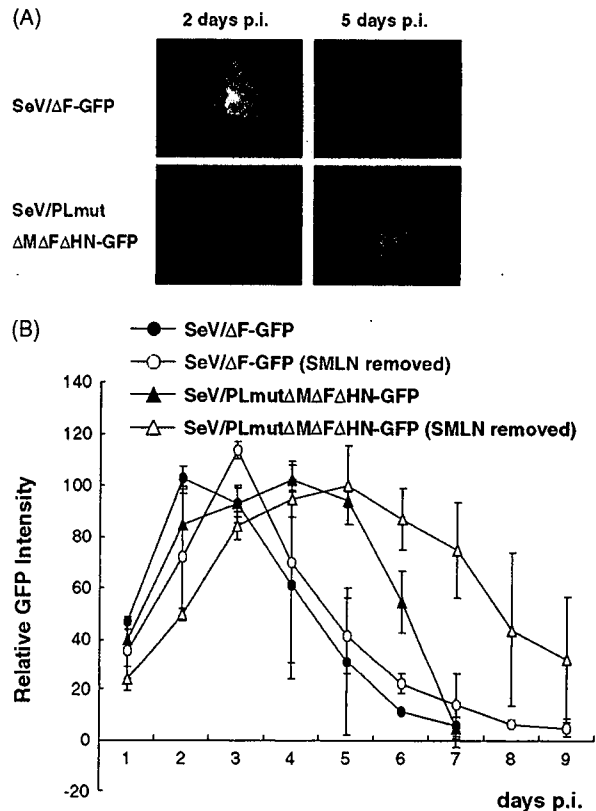 (A)
2 days p.i. 5 days p.i.
SeV/ΔF-GFP
SeV/PLmut
ΔMΔFΔHN-GFP
(B)
SeV/ΔF-GFP
SeV/ΔF-GFP (SMLN removed)
SeV/PLmutΔMΔFΔHN-GFP
SeV/PLmutΔMΔFΔHN-GFP (SMLN removed)
Relative GFP Intensity
140
120
100
80
60
40
20
0
-20
1 2 3 4 5 6 7 8 9
days p.i.